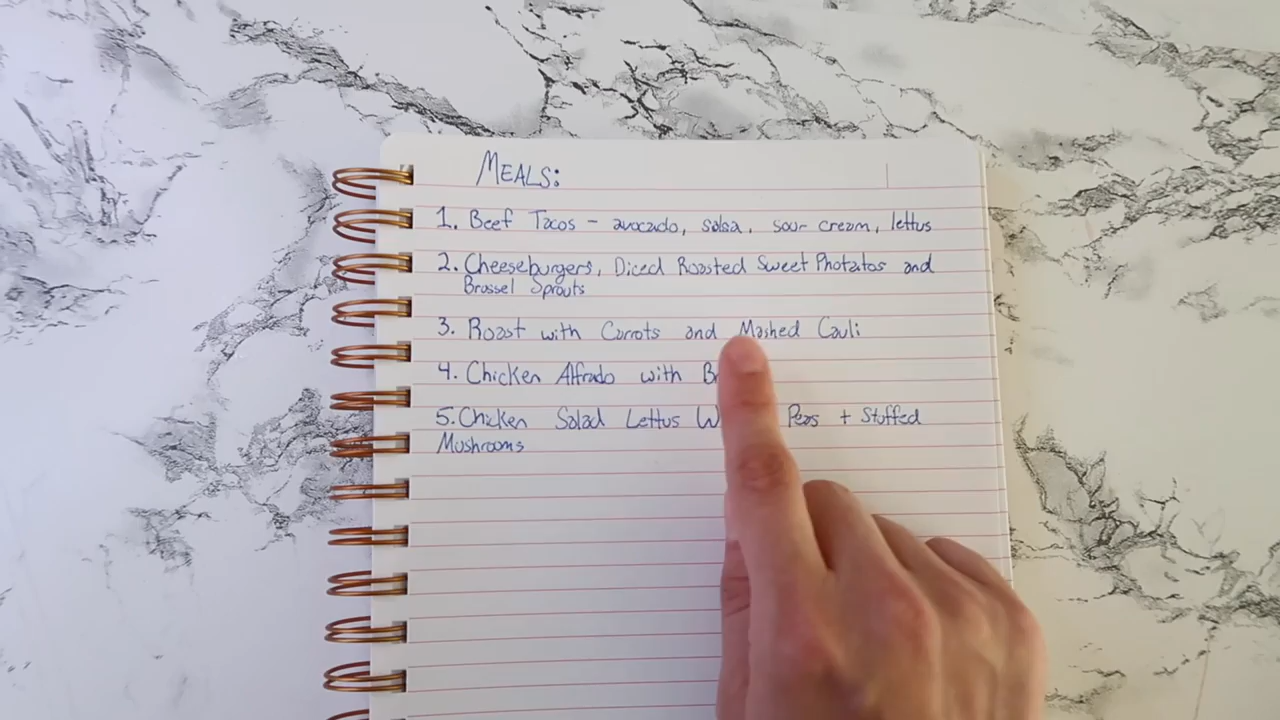 MEALS:
1. Beef Tacos - avocado, salsa, sour cream, lettus
2. Cheeseburgers, Diced Roasted Sweet Photatos and
Brussel Sprouts
3. Roast with Carrots and Mashed Cauli
4. Chicken Alfrado with
5. Chicken Salad Lettus Peas + Stuffed
Mushrooms